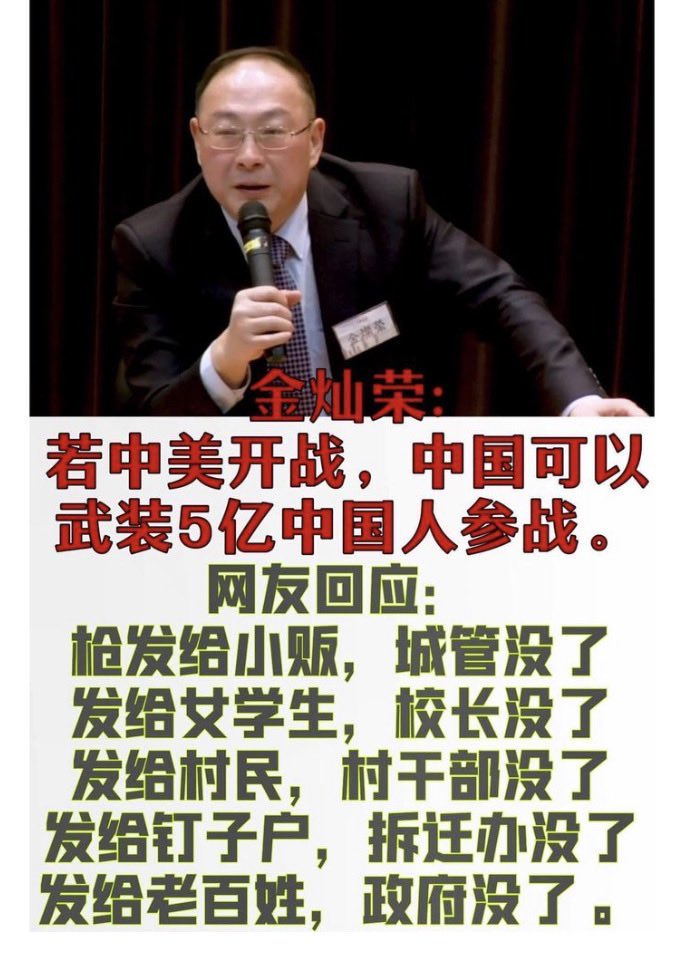 金灿荣
金灿荣:
若中美开战，中国可以
武装5亿中国人参战。
网友回应:
枪发给小贩，城管没了
发给女学生，校长没了
发给村民，村干部没了
发给钉子户，拆迁办没了
发给老百姓，政府没了。